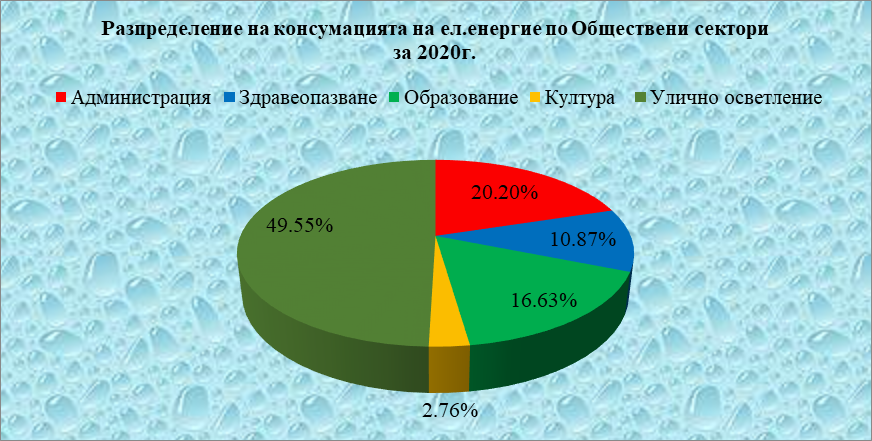 Разпределение на консумацията на ел.енергие по Обществени сектори
за 2020г.
Администрация Здравеопазване Образование Култура Улично осветление
20.20%
49.55%
10.87%
16.63%
2.76%